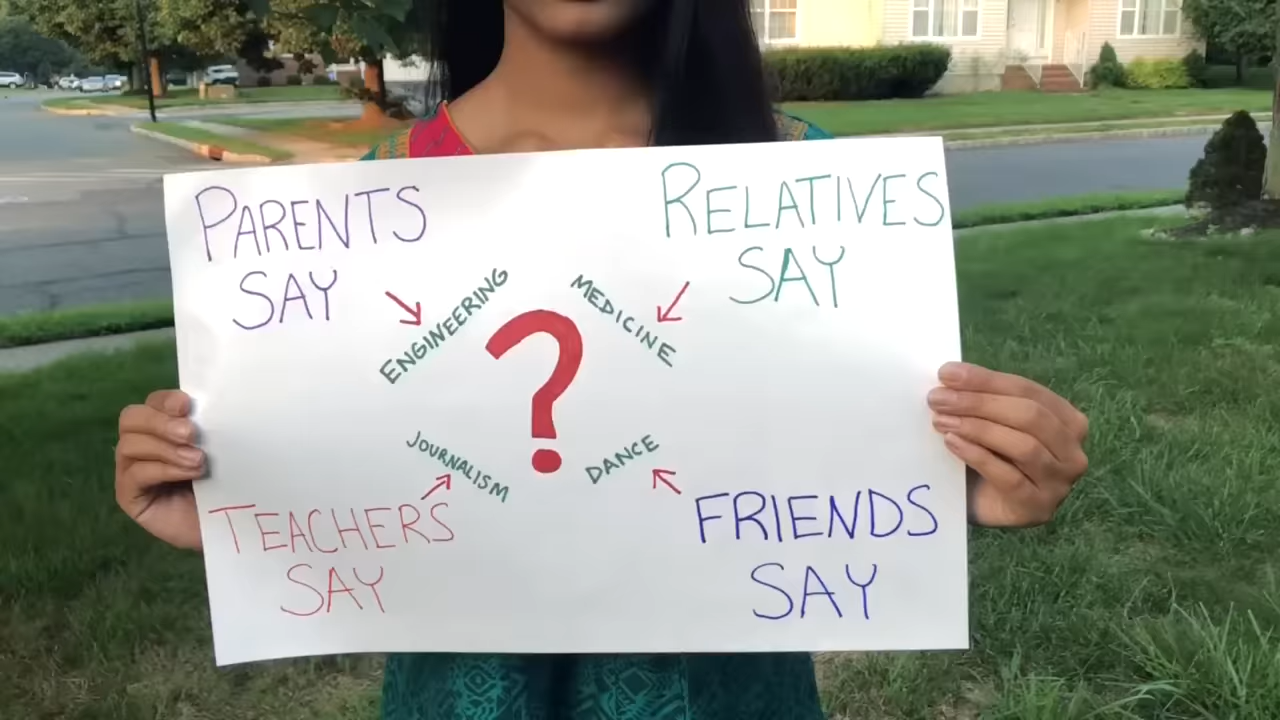 PARENTS
SAY
RELATIVES
SAY
ENGINEERING
MEDICINE
?
JOURNALISM
DANCE
TEACHERS
SAY
FRIENDS
SAY